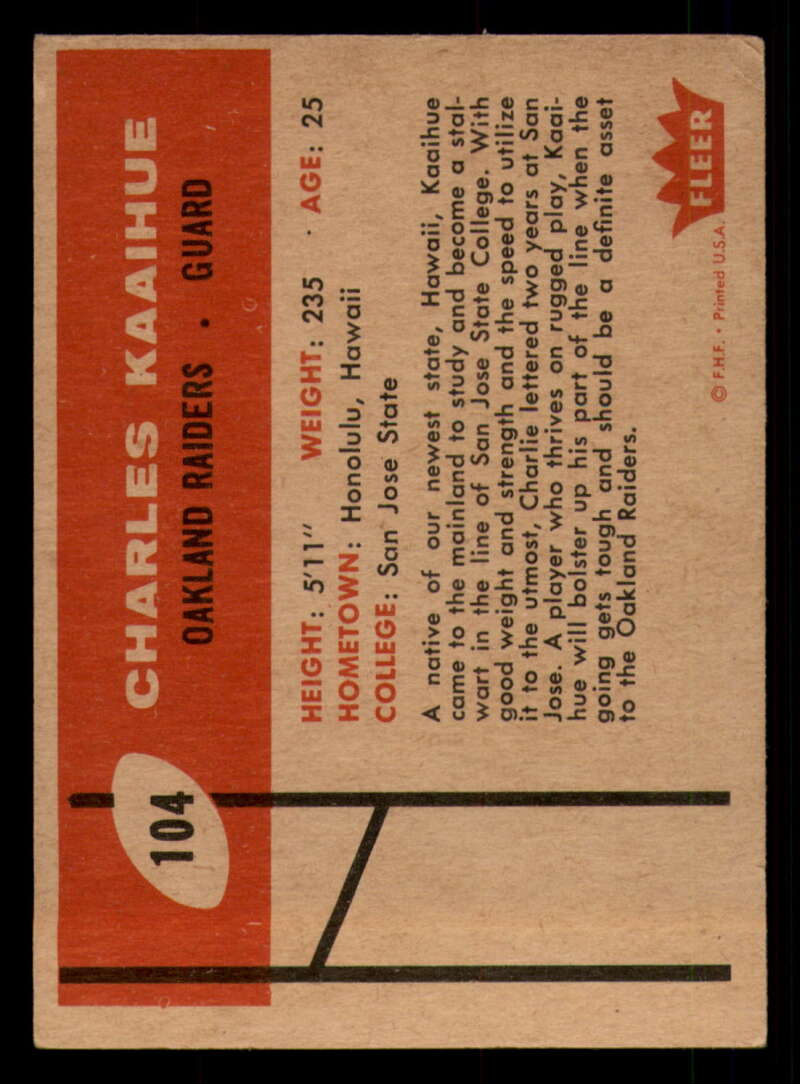 104
CHARLES KAAIHUE
OAKLAND RAIDERS • GUARD
HEIGHT: 5'11" WEIGHT: 235 · AGE: 25
HOMETOWN: Honolulu, Hawaii
COLLEGE: San Jose State
A native of our newest state, Hawaii, Kaaihue
came to the mainland to study and become a stal-
wart in the line of San Jose State College. With
good weight and strength and the speed to utilize
it to the utmost, Charlie lettered two years at San
Jose. A player who thrives on rugged play, Kaai-
hue will bolster up his part of the line when the
going gets tough and should be a definite asset
to the Oakland Raiders.
© F.H.F. • Printed U.S.A.
FLEER